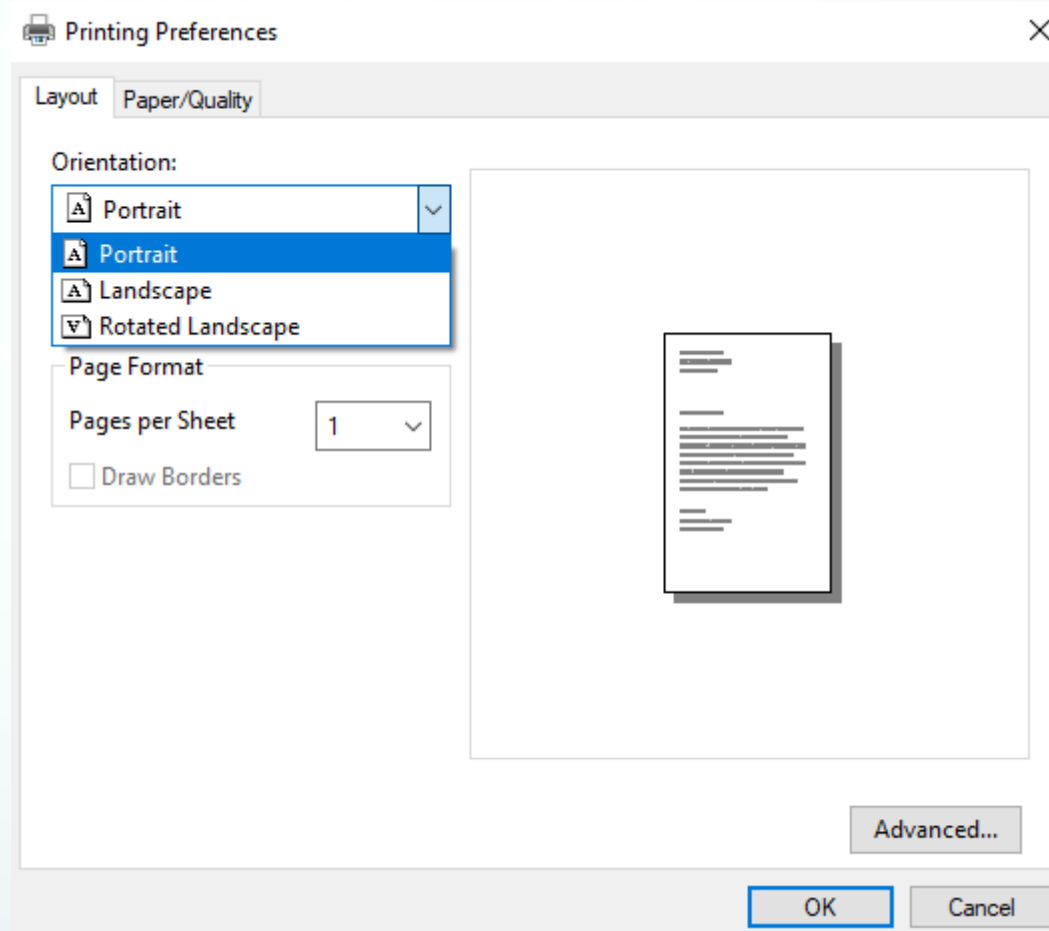 Printing Preferences
Layout Paper/Quality
Orientation:
Portrait
Portrait
Landscape
Rotated Landscape
Page Format
Pages per Sheet 1
Draw Borders
Advanced...
OK Cancel